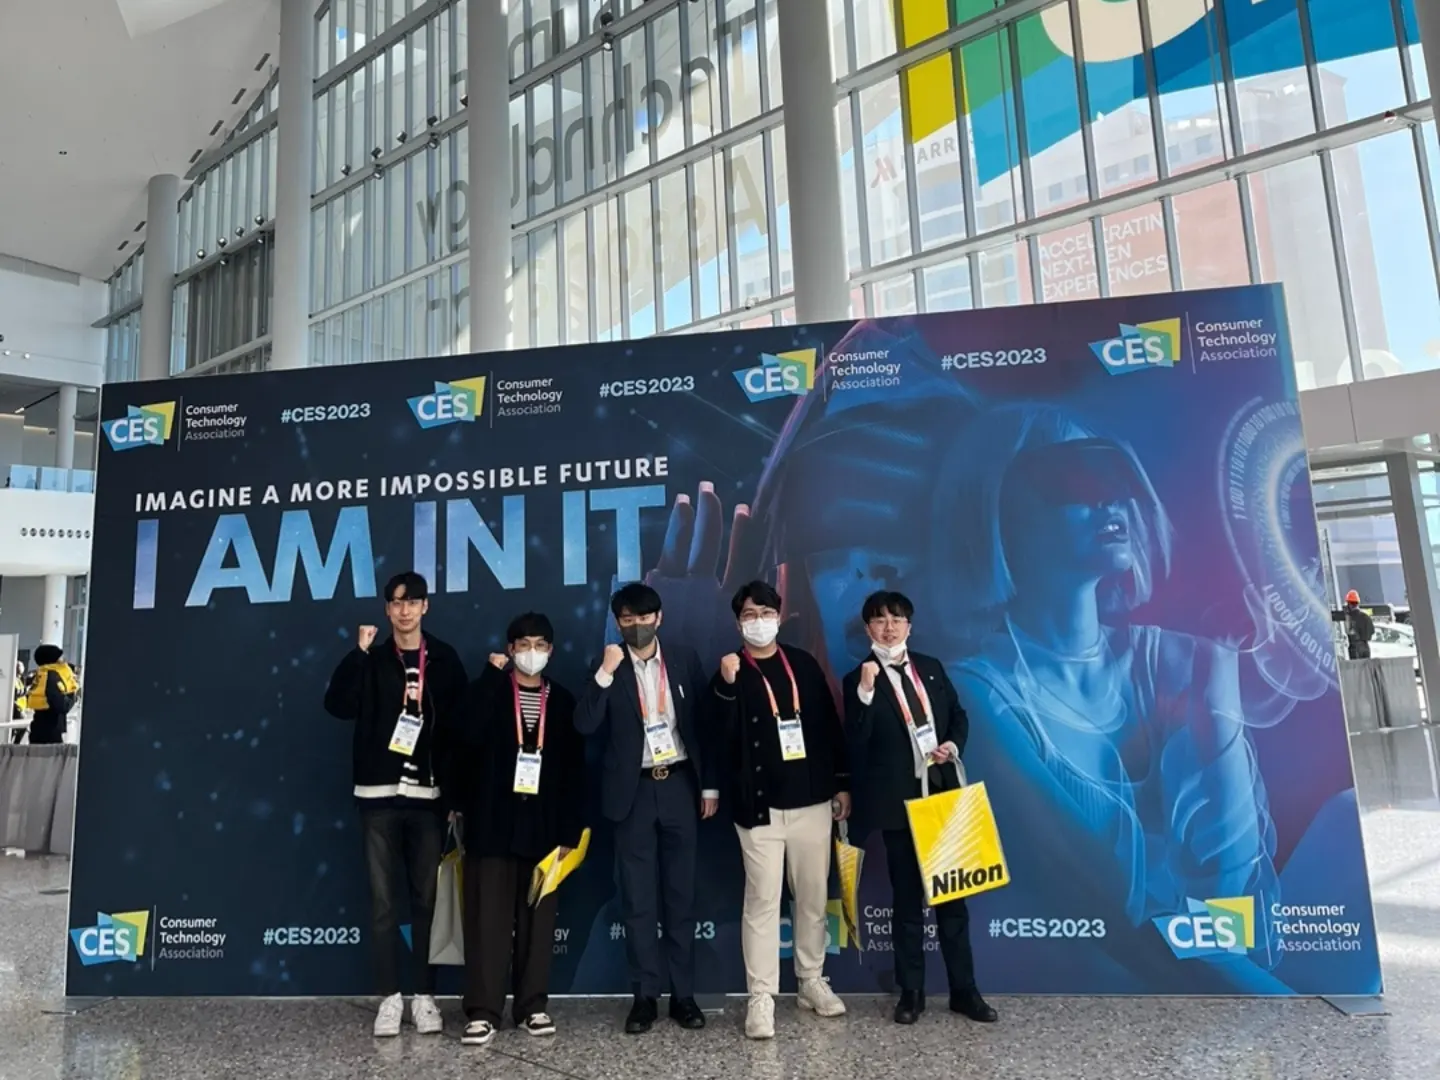 Technology
MARR
ACCELERATING
NEXT-GEN
EXPERIENCES
CES
Consumer
Technology
Association
#CES2023
CES
Consumer
Technology
Association
#CES2023
CES
Consumer
Technology
Association
#CES2023
CES
Consumer
Technology
Association
IMAGINE A MORE IMPOSSIBLE FUTURE
I AM IN IT
Nikon
CES
Consumer
Technology
Association
#CES2023
#CES2023
CES
Consumer
Technology
Association